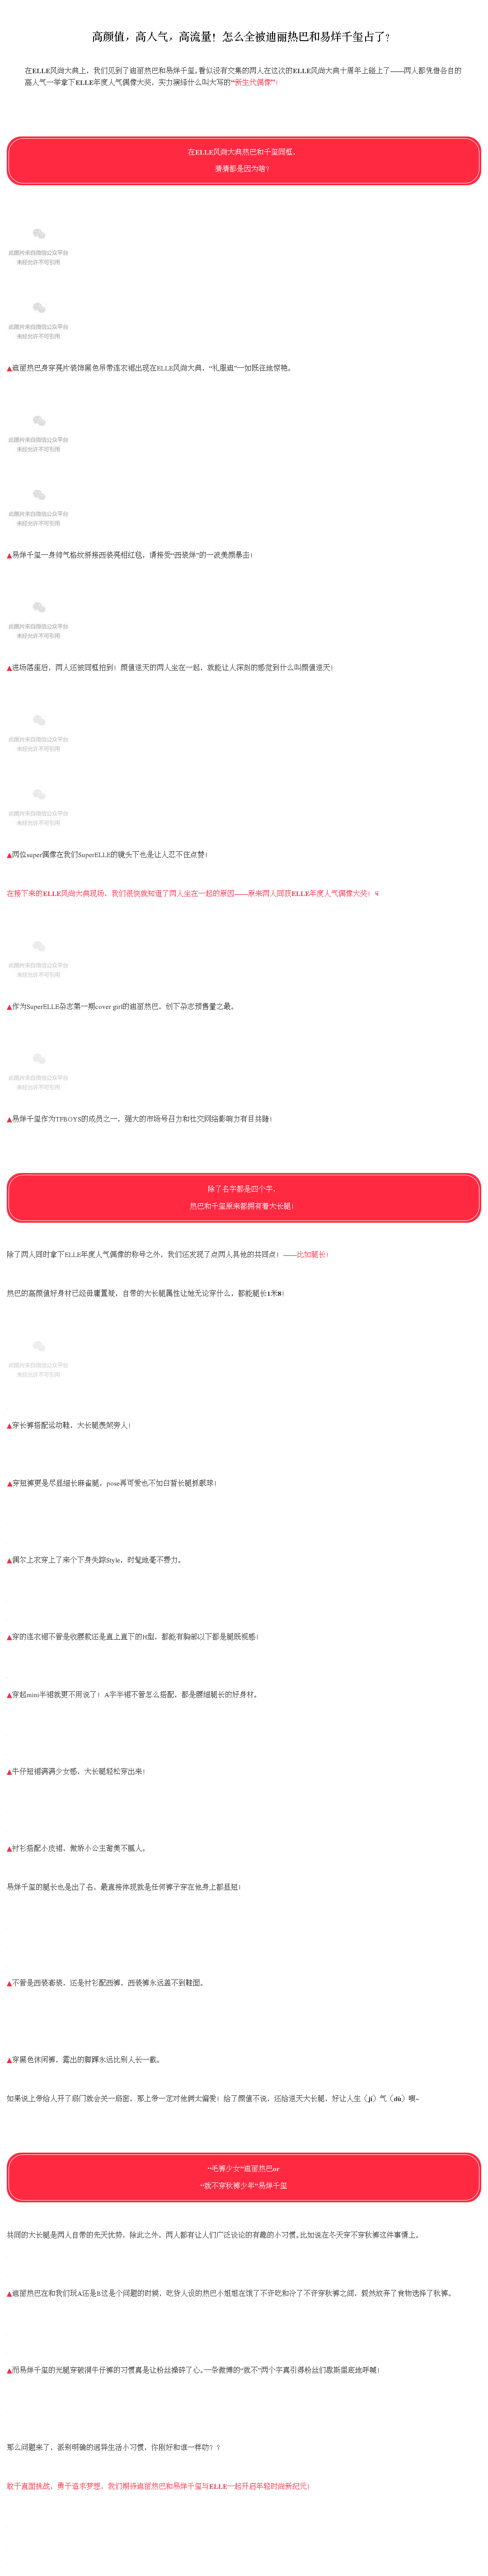 高颜值，高人气，高流量！怎么全被迪丽热巴和易烊千玺占了？
在ELLE风尚大典上，我们见到了迪丽热巴和易烊千玺。看似没有交集的两人在这次的ELLE风尚大典十周年上碰上了——两人都凭借各自的
高人气一举拿下ELLE年度人气偶像大奖，实力演绎什么叫大写的“新生代偶像”！
在ELLE风尚大典热巴和千玺同框，
猜猜都是因为啥？
此图片来自微信公众平台
未经允许不可引用
此图片来自微信公众平台
未经允许不可引用
▲迪丽热巴身穿亮片装饰黑色吊带连衣裙出现在ELLE风尚大典，“礼服迪”一如既往地惊艳。
此图片来自微信公众平台
未经允许不可引用
此图片来自微信公众平台
未经允许不可引用
▲易烊千玺一身帅气格纹拼接西装亮相红毯，请接受“西装烊”的一波美颜暴击！
此图片来自微信公众平台
未经允许不可引用
▲进场落座后，两人还被同框拍到！颜值逆天的两人坐在一起，就能让人深刻的感觉到什么叫颜值逆天！
此图片来自微信公众平台
未经允许不可引用
此图片来自微信公众平台
未经允许不可引用
▲两位super偶像在我们SuperELLE的镜头下也是让人忍不住点赞！
在接下来的ELLE风尚大典现场，我们很快就知道了两人坐在一起的原因——原来两人同获ELLE年度人气偶像大奖！
此图片来自微信公众平台
未经允许不可引用
▲作为SuperELLE杂志第一期cover girl的迪丽热巴，创下杂志预售量之最。
此图片来自微信公众平台
未经允许不可引用
▲易烊千玺作为TFBOYS的成员之一，强大的市场号召力和社交网络影响力有目共睹！
除了名字都是四个字，
热巴和千玺原来都拥有着大长腿！
除了两人同时拿下ELLE年度人气偶像的称号之外，我们还发现了点两人其他的共同点！——比如腿长！
热巴的高颜值好身材已经毋庸置疑，自带的大长腿属性让她无论穿什么，都能腿长1米8！
此图片来自微信公众平台
未经允许不可引用
▲穿长裤搭配运动鞋，大长腿羡煞旁人！
▲穿短裤更是尽显细长麻雀腿，pose再可爱也不如白皙长腿抓眼球！
▲偶尔上衣穿上了来个下身失踪Style，时髦地毫不费力。
▲穿的连衣裙不管是收腰款还是直上直下的H型，都能有胸部以下都是腿既视感！
▲穿起mini半裙就更不用说了！A字半裙不管怎么搭配，都是腰细腿长的好身材。
▲牛仔短裙满满少女感，大长腿轻松穿出来！
▲衬衫搭配小皮裙，傲娇小公主甜美不腻人。
易烊千玺的腿长也是出了名，最直接体现就是任何裤子穿在他身上都显短！
▲不管是西装套装，还是衬衫配西裤，西装裤永远盖不到鞋面。
▲穿黑色休闲裤，露出的脚踝永远比别人长一截。
如果说上帝给人开了扇门就会关一扇窗，那上帝一定对他俩太偏爱！给了颜值不说，还给逆天大长腿，好让人生（jí）气（dù）噢~
“毛裤少女”迪丽热巴or
“就不穿秋裤少年”易烊千玺
共同的大长腿是两人自带的先天优势，除此之外，两人都有让人们广泛谈论的有趣的小习惯。比如说在冬天穿不穿秋裤这件事情上。
▲迪丽热巴在和我们玩A还是B这是个问题的时候，吃货人设的热巴小姐姐在饿了不许吃和冷了不许穿秋裤之间，毅然放弃了食物选择了秋裤。
▲而易烊千玺的光腿穿破洞牛仔裤的习惯真是让粉丝操碎了心。一条微博的“就不”两个字真引得粉丝们歇斯里底地呼喊！
那么问题来了，派别明确的迥异生活小习惯，你刚好和谁一样呐？？
敢于直面挑战，勇于追求梦想，我们期待迪丽热巴和易烊千玺与ELLE一起开启年轻时尚新纪元！